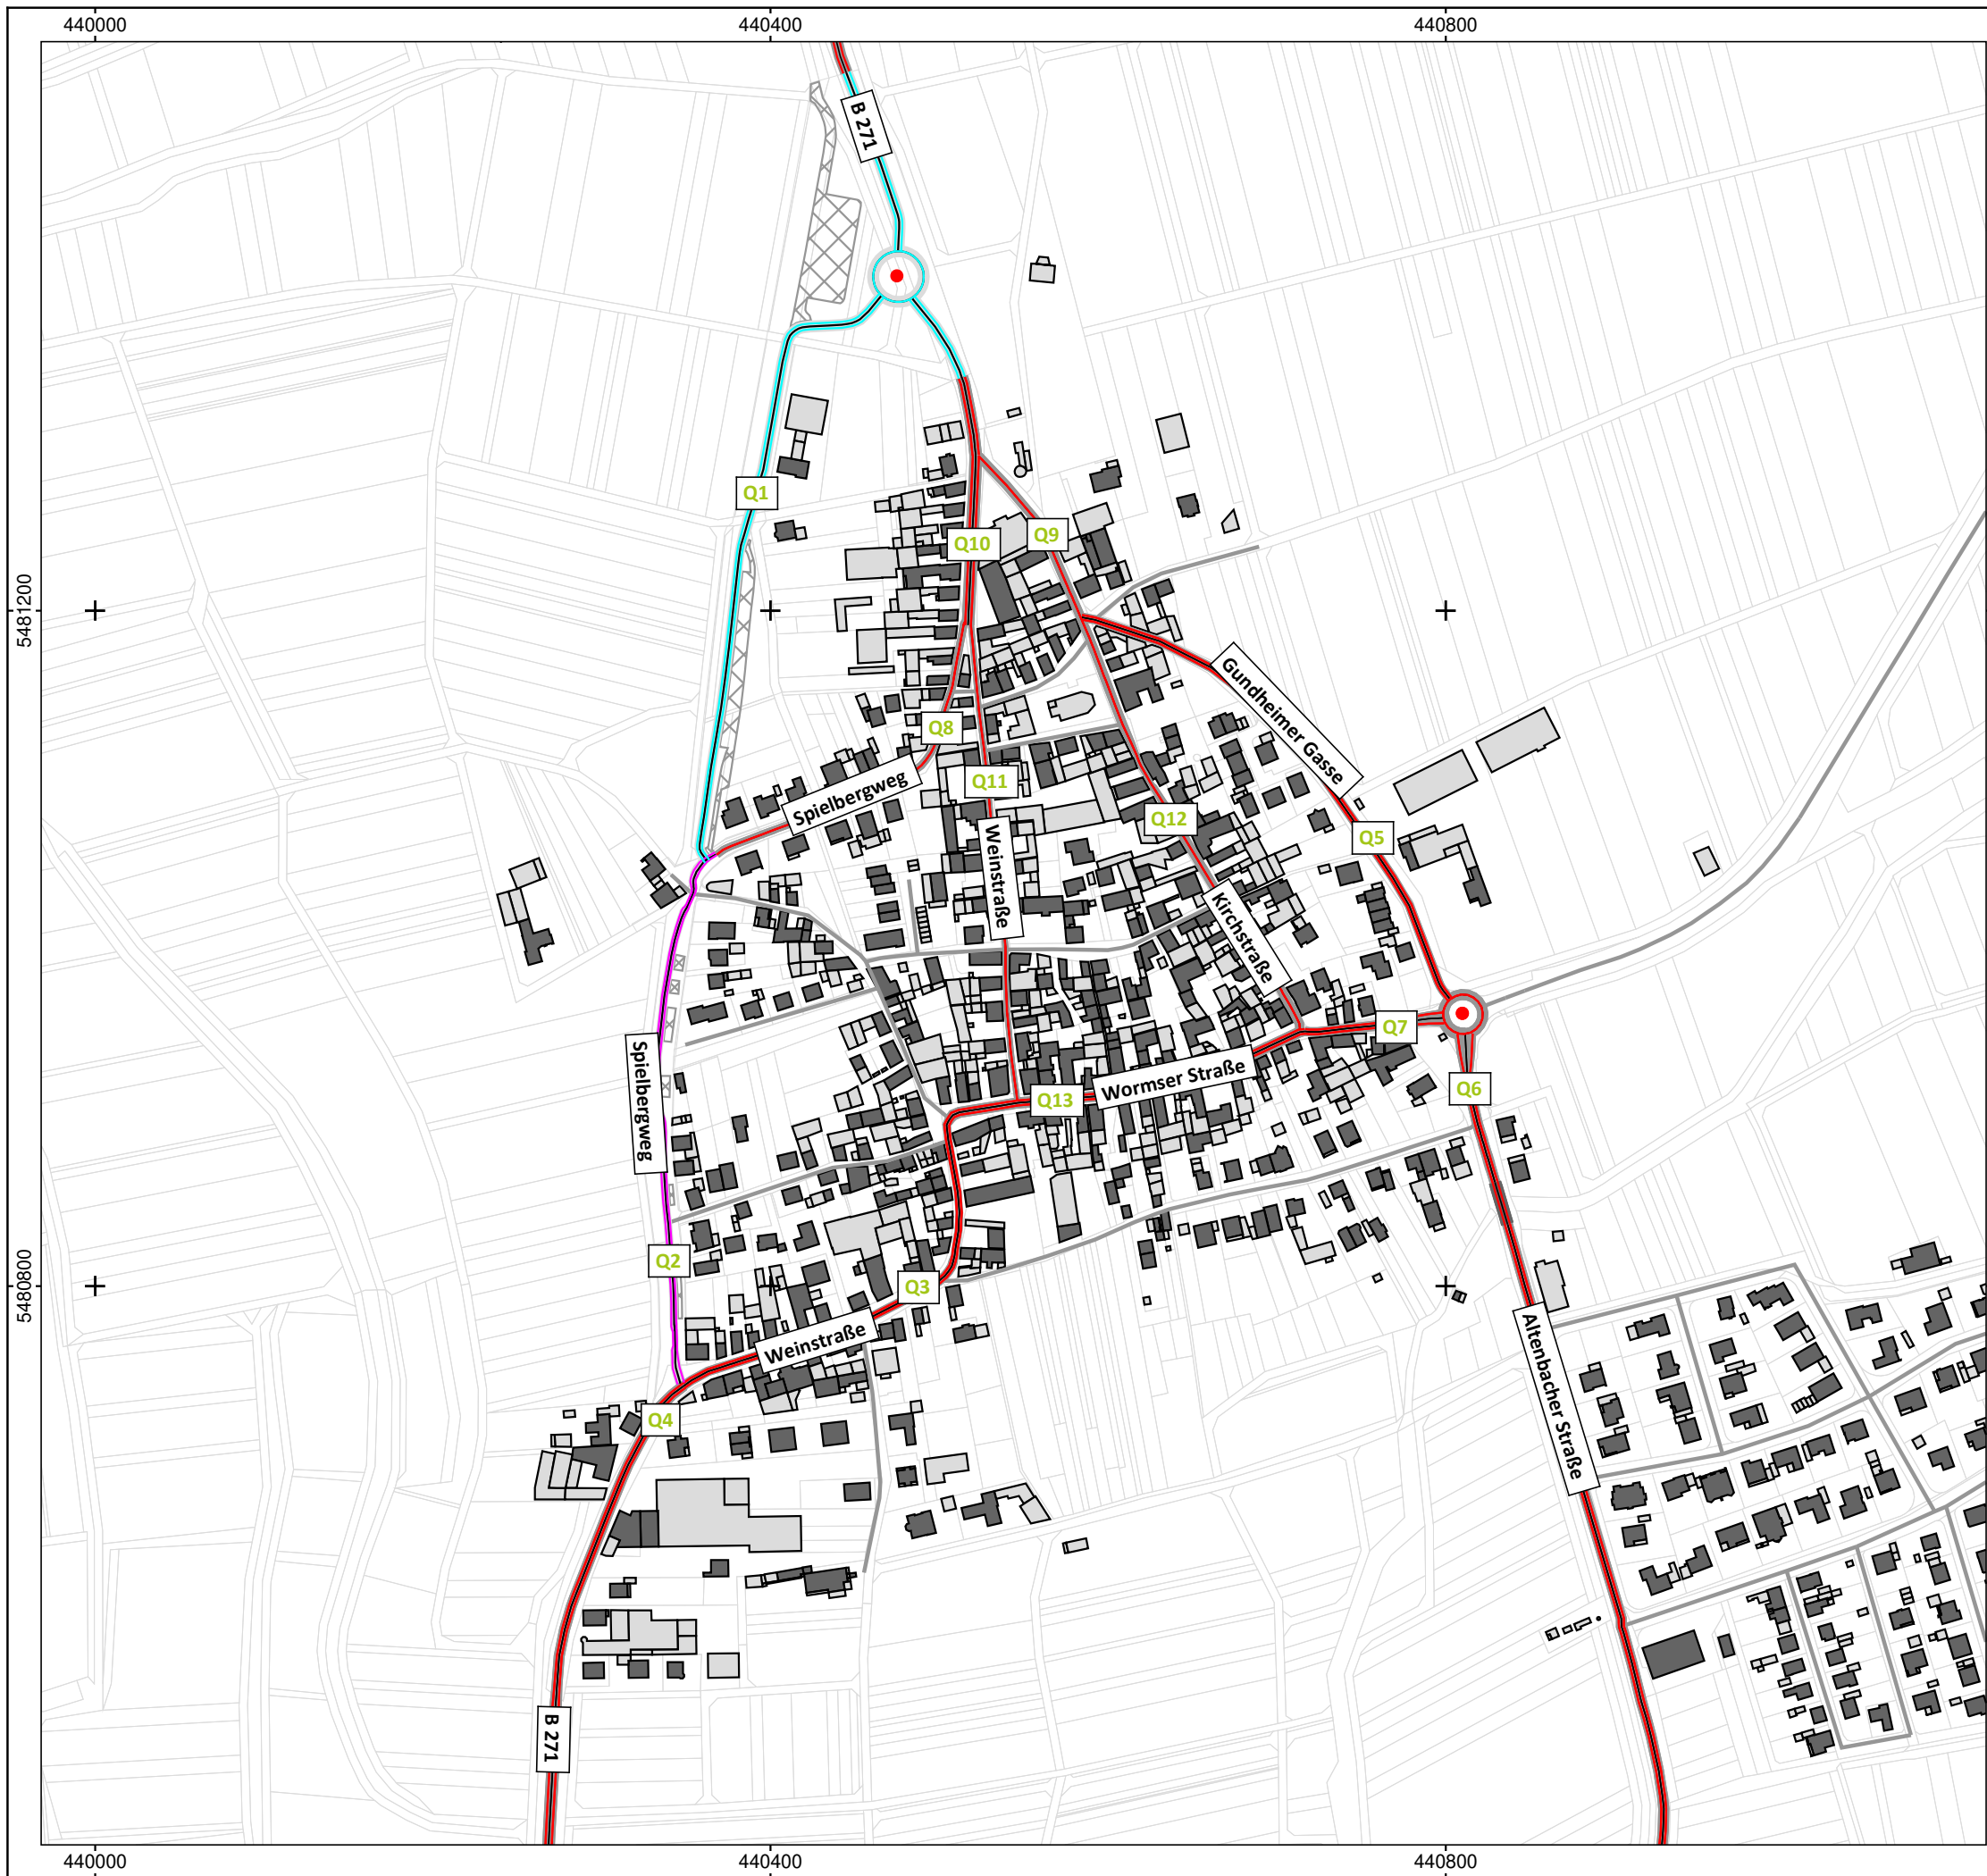 440000
440400
440800
B 271
Q1
Q10
Q9
5481200
Gundheimer Gasse
Q8
Spielbergweg
Q11
Q12
Q5
Weinstraße
Kirchstraße
Q7
Spielbergweg
Wormser Straße
Q13
Q6
Q2
Q3
5480800
Weinstraße
Altenbacher Straße
Q4
B 271
440000
440400
440800